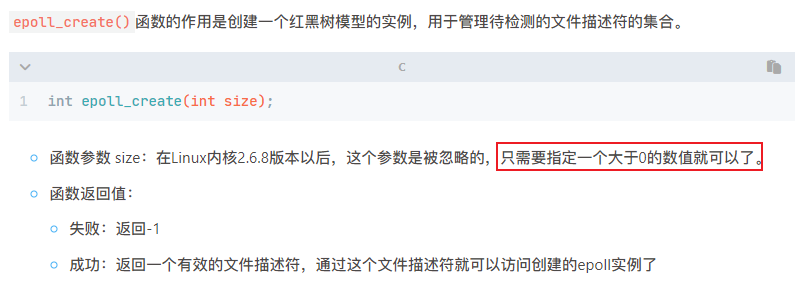 epoll_create()函数的作用是创建一个红黑树模型的实例，用于管理待检测的文件描述符的集合。
C
1 int epoll_create(int size);
函数参数 size：在Linux内核2.6.8版本以后，这个参数是被忽略的，只需要指定一个大于0的数值就可以了。
函数返回值：
失败：返回-1
成功：返回一个有效的文件描述符，通过这个文件描述符就可以访问创建的epoll实例了